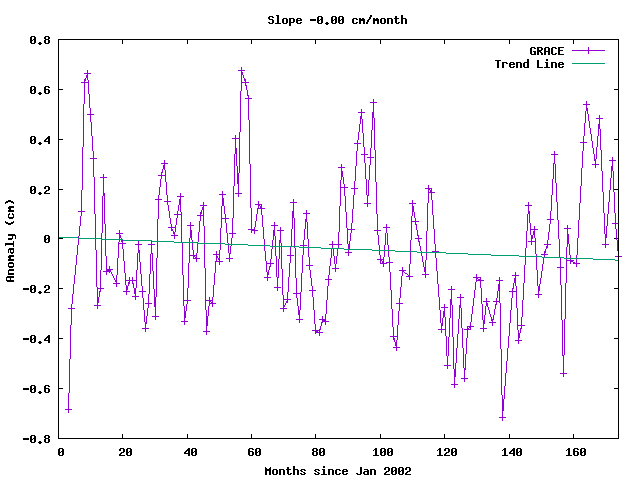 Slope -0.00 cm/month
GRACE
Trend Line
Anomaly (cm)
0.8
0.6
0.4
0.2
0
-0.2
-0.4
-0.6
-0.8
0 20 40 60 80 100 120 140 160
Months since Jan 2002